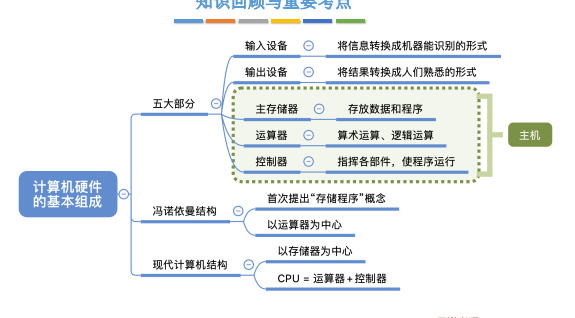 知识回顾与重要考点
输入设备 将信息转换成机器能识别的形式
输出设备 将结果转换成人们熟悉的形式
五大部分
主存储器 存放数据和程序
运算器 算术运算、逻辑运算
主机
控制器 指挥各部件，使程序运行
计算机硬件
的基本组成
冯诺依曼结构
首次提出“存储程序”概念
以运算器为中心
现代计算机结构
以存储器为中心
CPU = 运算器+控制器